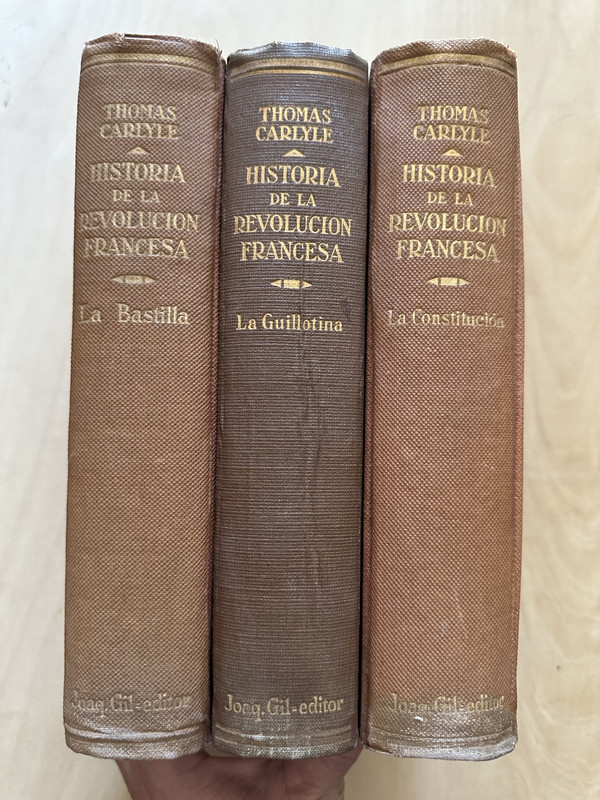 THOMAS
CARLYLE
HISTORIA
DE LA
REVOLUCION
FRANCESA
La Bastilla
Joaq. Gil-editor
THOMAS
CARLYLE
HISTORIA
DE LA
REVOLUCION
FRANCESA
La Guillotina
Joaq. Gil-editor
THOMAS
CARLYLE
HISTORIA
DE LA
REVOLUCION
FRANCESA
La Constitución
Joaq. Gil-editor